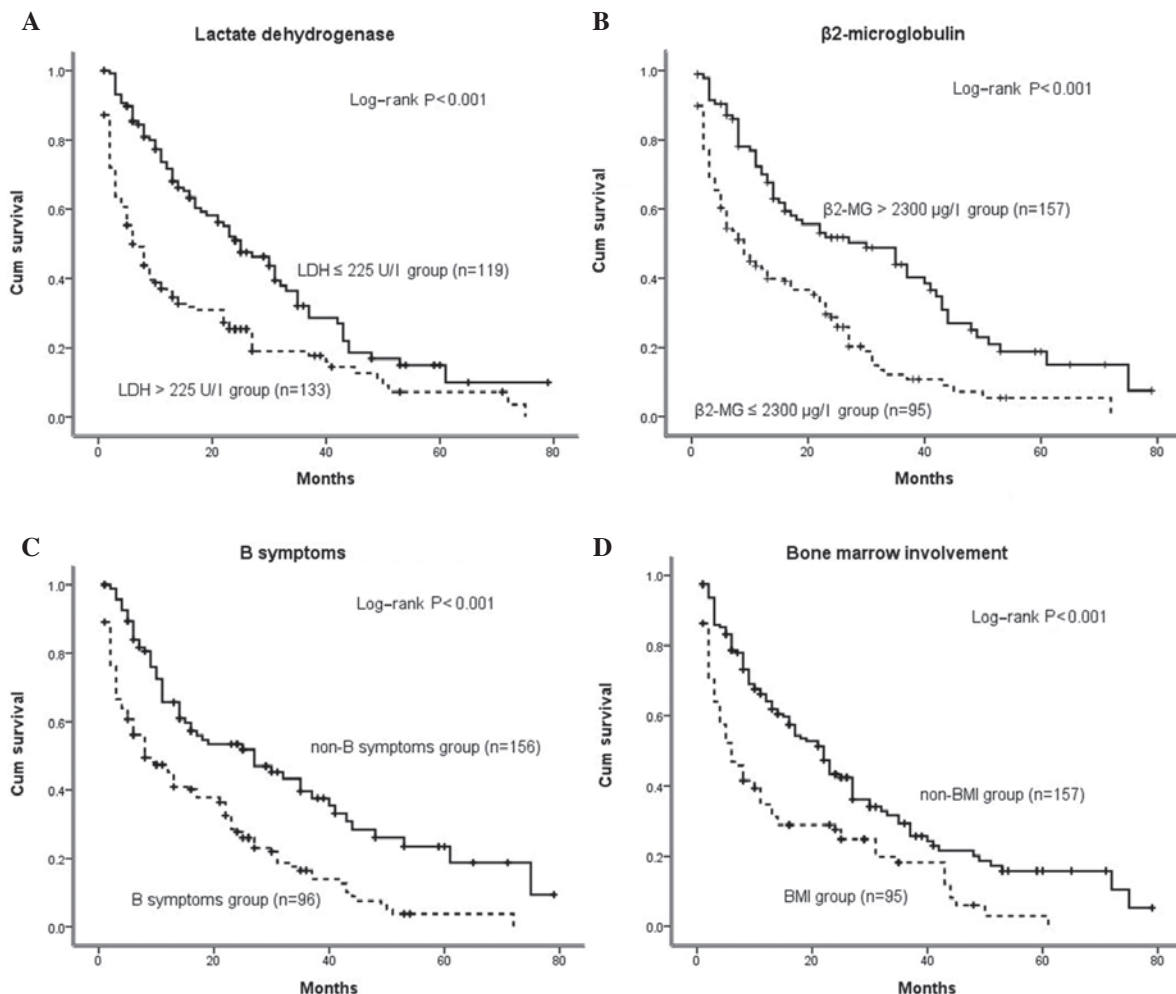 A
Lactate dehydrogenase
1.0
0.8
0.6
0.4
0.2
0.0
Cum survival
Log-rank P<0.001
LDH ≤ 225 U/l group (n=119)
LDH > 225 U/l group (n=133)
0
20
40
60
80
Months
B
β2-microglobulin
1.0
0.8
0.6
0.4
0.2
0.0
Cum survival
Log-rank P<0.001
β2-MG > 2300 µg/l group (n=157)
β2-MG ≤ 2300 µg/l group (n=95)
0
20
40
60
80
Months
C
B symptoms
1.0
0.8
0.6
0.4
0.2
0.0
Cum survival
Log-rank P<0.001
non-B symptoms group (n=156)
B symptoms group (n=96)
0
20
40
60
80
Months
D
Bone marrow involvement
1.0
0.8
0.6
0.4
0.2
0.0
Cum survival
Log-rank P<0.001
non-BMI group (n=157)
BMI group (n=95)
0
20
40
60
80
Months